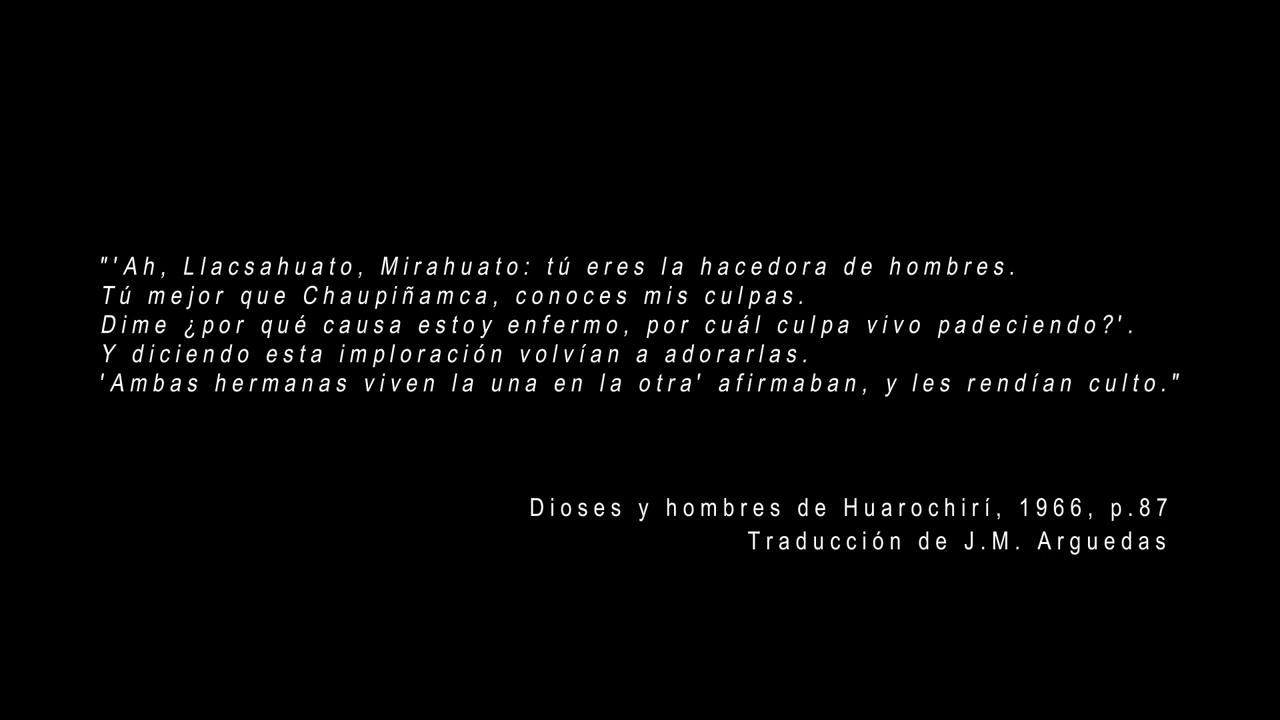 "'Ah, Llacsahuato, Mirahuato: tú eres la hacedora de hombres.
Tú mejor que Chaupiñamca, conoces mis culpas.
Dime ¿por qué causa estoy enfermo, por cuál culpa vivo padeciendo?'.
Y diciendo esta imploración volvían a adorarlas.
'Ambas hermanas viven la una en la otra' afirmaban, y les rendían culto."
Dioses y hombres de Huarochirí, 1966, p.87
Traducción de J.M. Arguedas